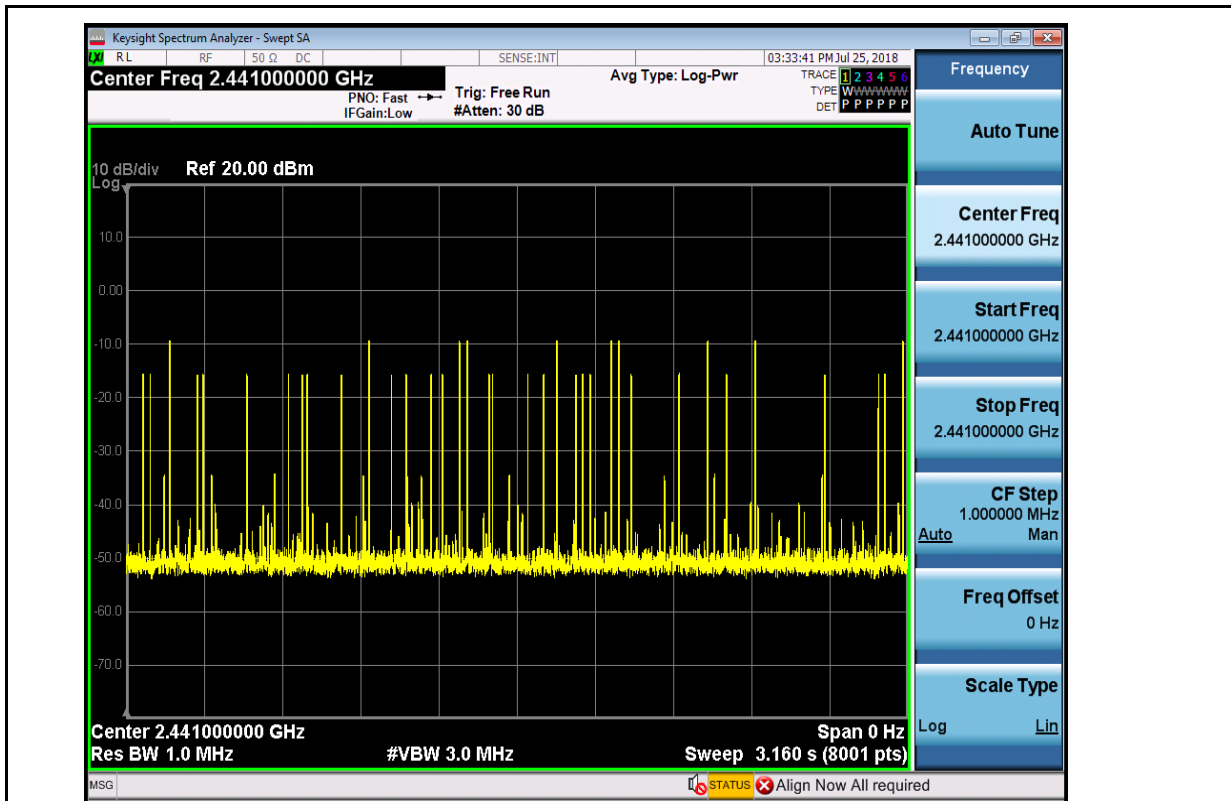 Keysight Spectrum Analyzer - Swept SA
LXI RL RF 50 Ω DC SENSE:INT 03:33:41 PM Jul 25, 2018
Center Freq 2.441000000 GHz
PNO: Fast
IFGain:Low
Trig: Free Run
#Atten: 30 dB
Avg Type: Log-Pwr
TRACE 1 2 3 4 5 6
TYPE WWWWWW
DET P P P P P P
10 dB/div Ref 20.00 dBm
Log
10.0
0.00
-10.0
-20.0
-30.0
-40.0
-50.0
-60.0
-70.0
Center 2.441000000 GHz Span 0 Hz
Res BW 1.0 MHz #VBW 3.0 MHz Sweep 3.160 s (8001 pts)
MSG STATUS Align Now All required
Frequency
Auto Tune
Center Freq
2.441000000 GHz
Start Freq
2.441000000 GHz
Stop Freq
2.441000000 GHz
CF Step
1.000000 MHz
Auto Man
Freq Offset
0 Hz
Scale Type
Log Lin